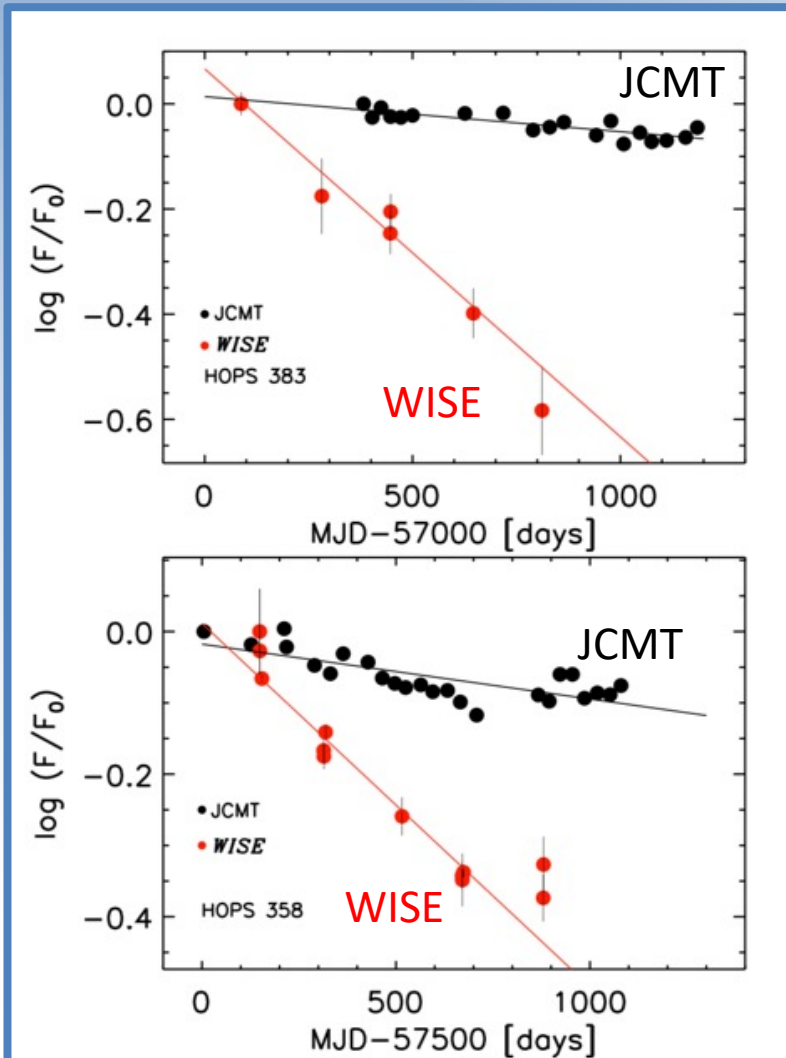 JCMT
0.0
−0.2
−0.4
−0.6
log (F/F₀)
JCMT
WISE
HOPS 383
WISE
0 500 1000
MJD−57000 [days]
JCMT
0.0
−0.2
−0.4
log (F/F₀)
JCMT
WISE
HOPS 358
WISE
0 500 1000
MJD−57500 [days]